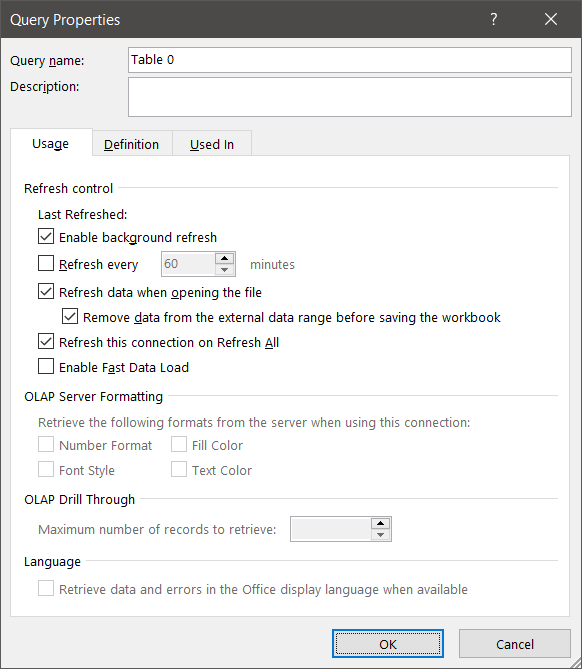 Query Properties ? 
Query name: Table 0
Description:
Usage Definition Used In
Refresh control
Last Refreshed:
Enable background refresh
Refresh every 60 minutes
Refresh data when opening the file
Remove data from the external data range before saving the workbook
Refresh this connection on Refresh All
Enable Fast Data Load
OLAP Server Formatting
Retrieve the following formats from the server when using this connection:
Number Format Fill Color
Font Style Text Color
OLAP Drill Through
Maximum number of records to retrieve:
Language
Retrieve data and errors in the Office display language when available
OK Cancel